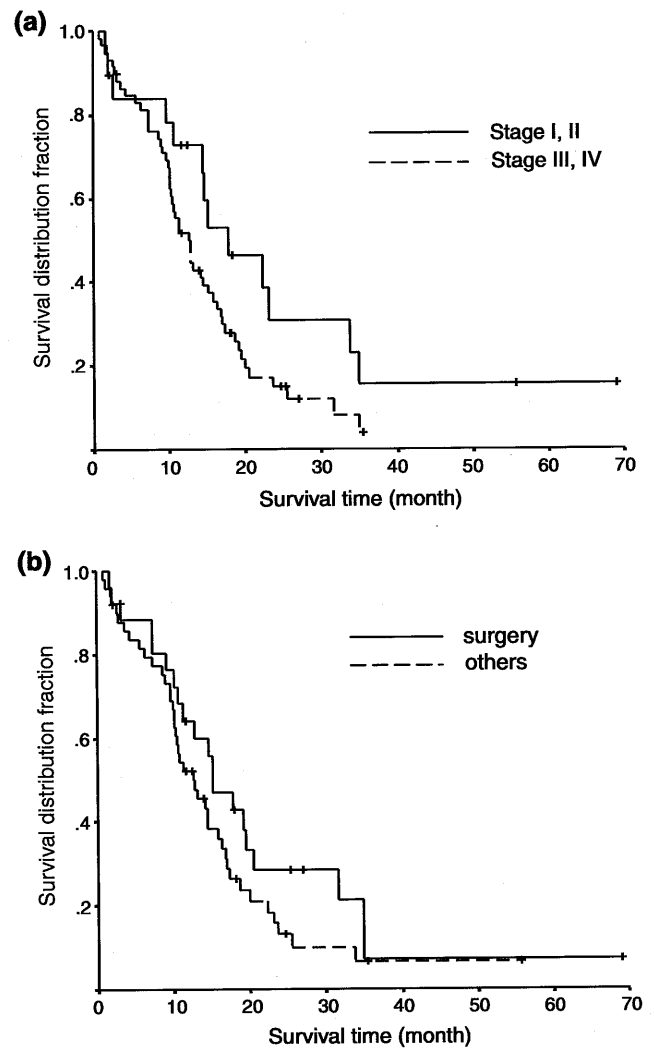 (a)
1.0
.8
.6
.4
.2
Survival distribution fraction
Stage I, II
Stage III, IV
0 10 20 30 40 50 60 70
Survival time (month)
(b)
1.0
.8
.6
.4
.2
Survival distribution fraction
surgery
others
0 10 20 30 40 50 60 70
Survival time (month)